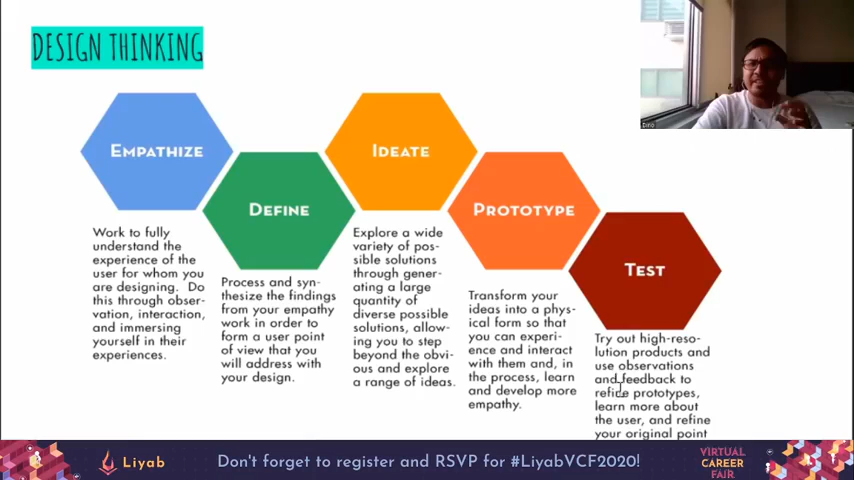 DESIGN THINKING
EMPATHIZE
Work to fully
understand the
experience of the
user for whom you
are designing. Do
this through obser-
vation, interaction,
and immersing
yourself in their
experiences.
DEFINE
Process and syn-
thesize the findings
from your empathy
work in order to
form a user point
of view that you
will address with
your design.
IDEATE
Explore a wide
variety of pos-
sible solutions
through gener-
ating a large
quantity of
diverse possible
solutions, allow-
ing you to step
beyond the obvi-
ous and explore
a range of ideas.
PROTOTYPE
Transform your
ideas into a phys-
ical form so that
you can experi-
ence and interact
with them and, in
the process, learn
and develop more
empathy.
TEST
Try out high-reso-
lution products and
use observations
and feedback to
refine prototypes,
learn more about
the user, and refine
your original point
Liyab
Don't forget to register and RSVP for #LiyabVCF2020!
VIRTUAL
CAREER
FAIR